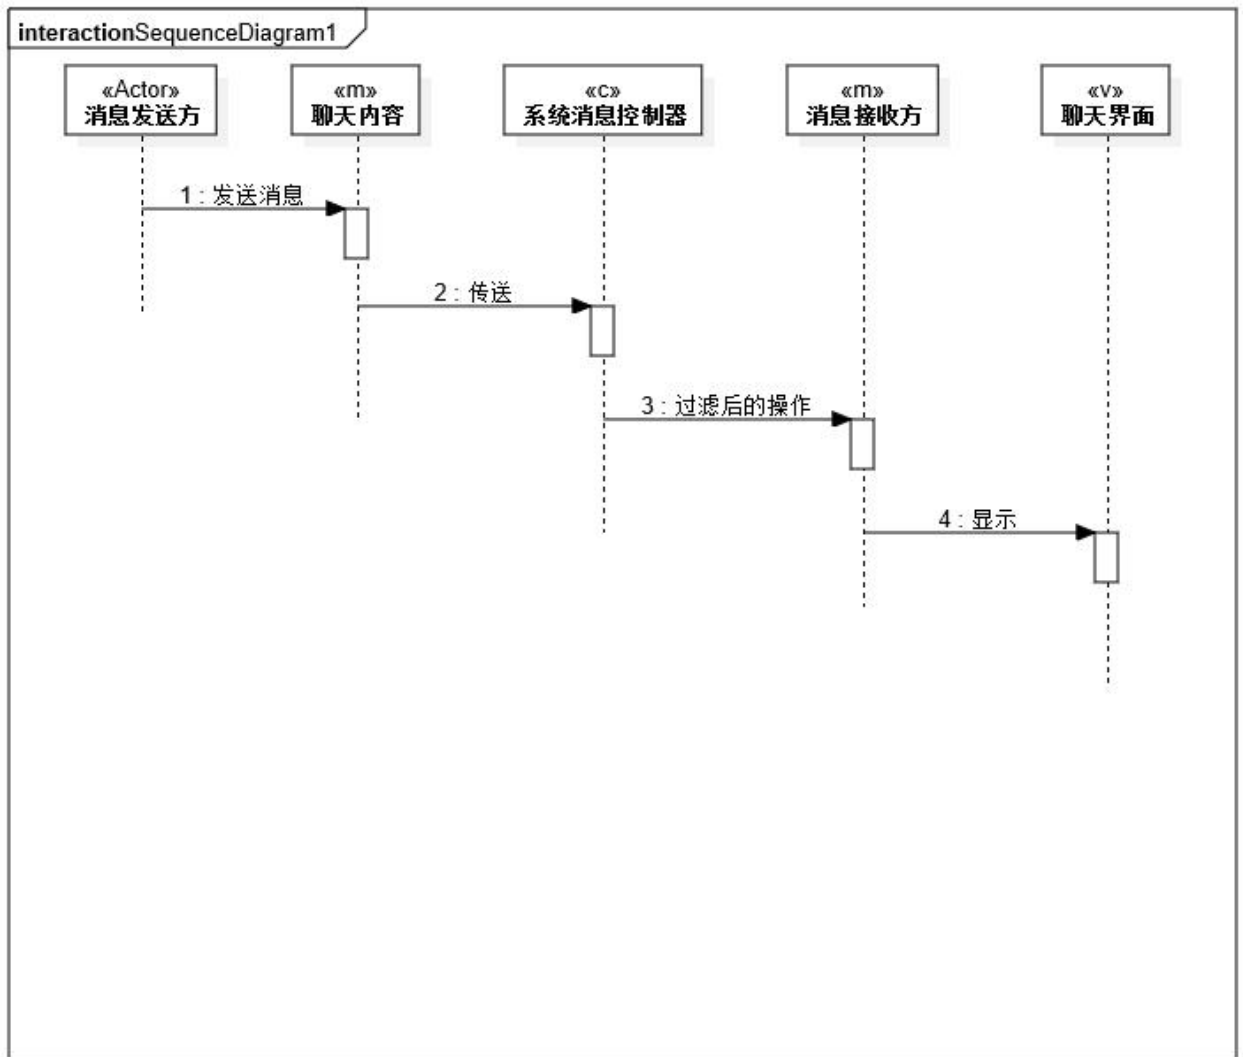 interactionSequenceDiagram1
«Actor»
消息发送方
«m»
聊天内容
«c»
系统消息控制器
«m»
消息接收方
«v»
聊天界面
1 : 发送消息
2 : 传送
3 : 过滤后的操作
4 : 显示